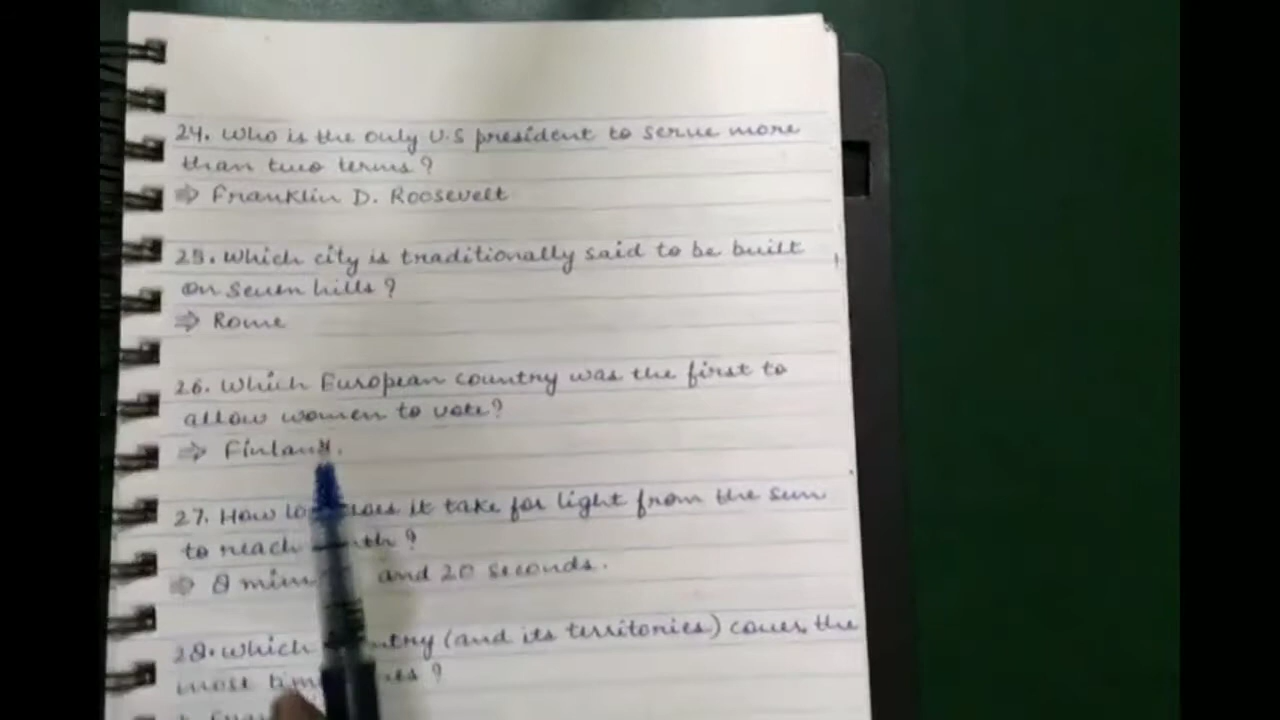 24. Who is the only U.S president to serve more
than two terms?
⇒ Franklin D. Roosevelt
25. Which city is traditionally said to be built
on seven hills?
⇒ Rome
26. Which European country was the first to
allow women to vote?
⇒ Finland.
27. How it take for light from the sun
to reach ?
⇒ 8 and 20 seconds.
28. Which (and its territories) cover the
most ?